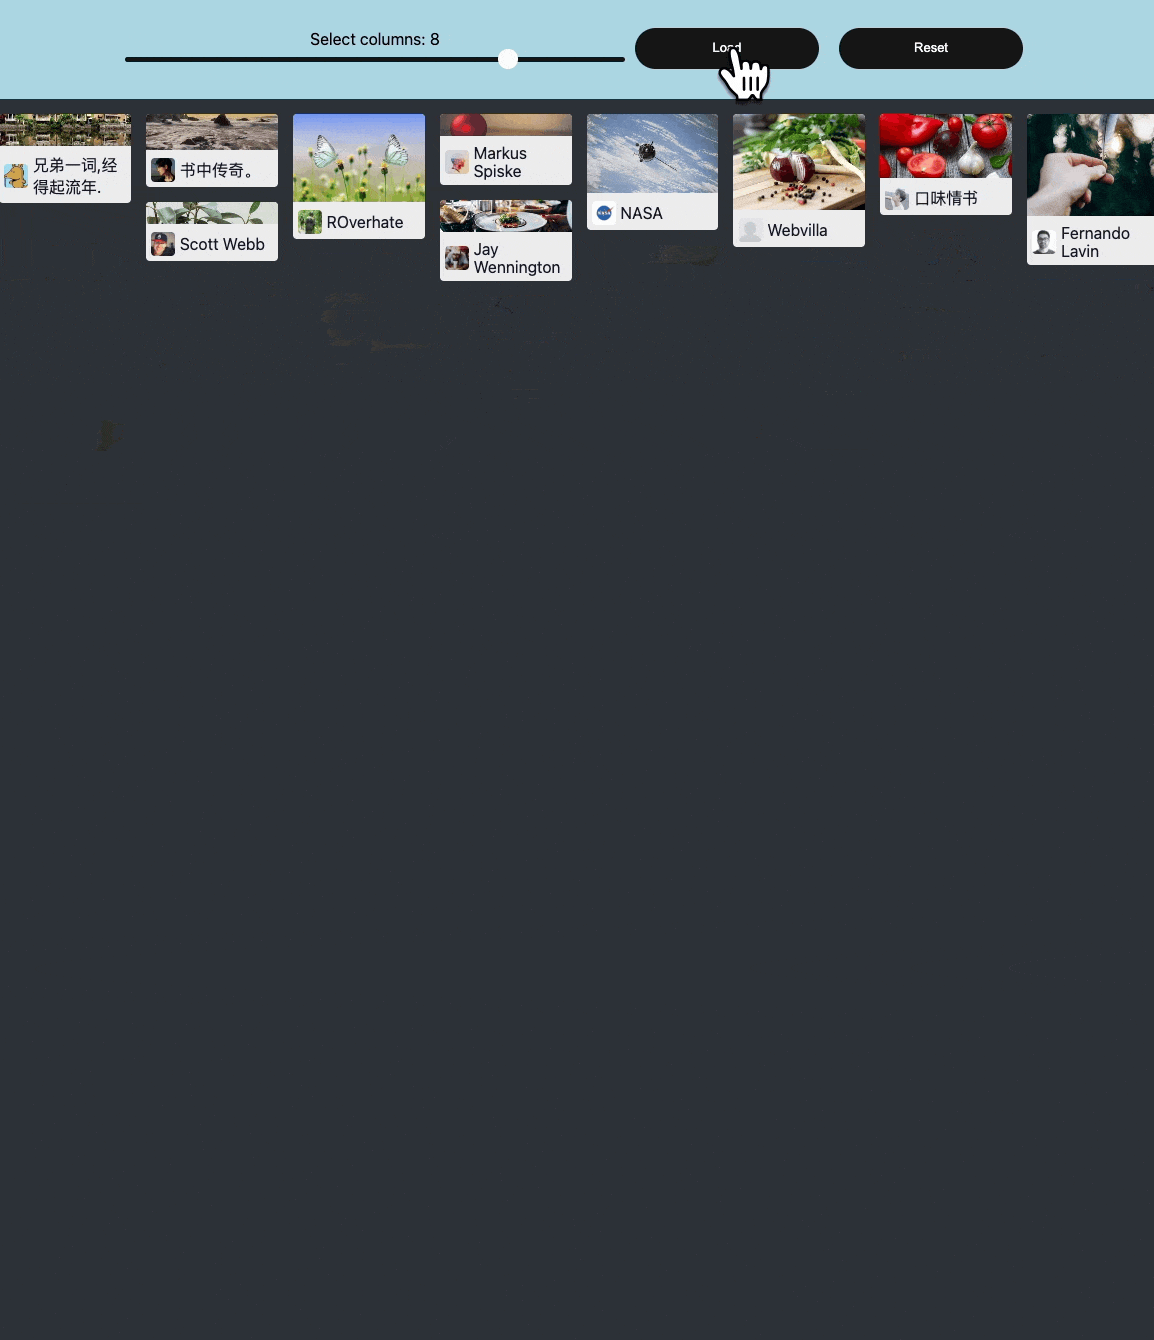 Select columns: 8
Load
Reset
兄弟一词,经
得起流年.
书中传奇。
Scott Webb
ROverhate
Markus
Spiske
Jay
Wennington
NASA
NASA
Webvilla
口味情书
Fernando
Lavin